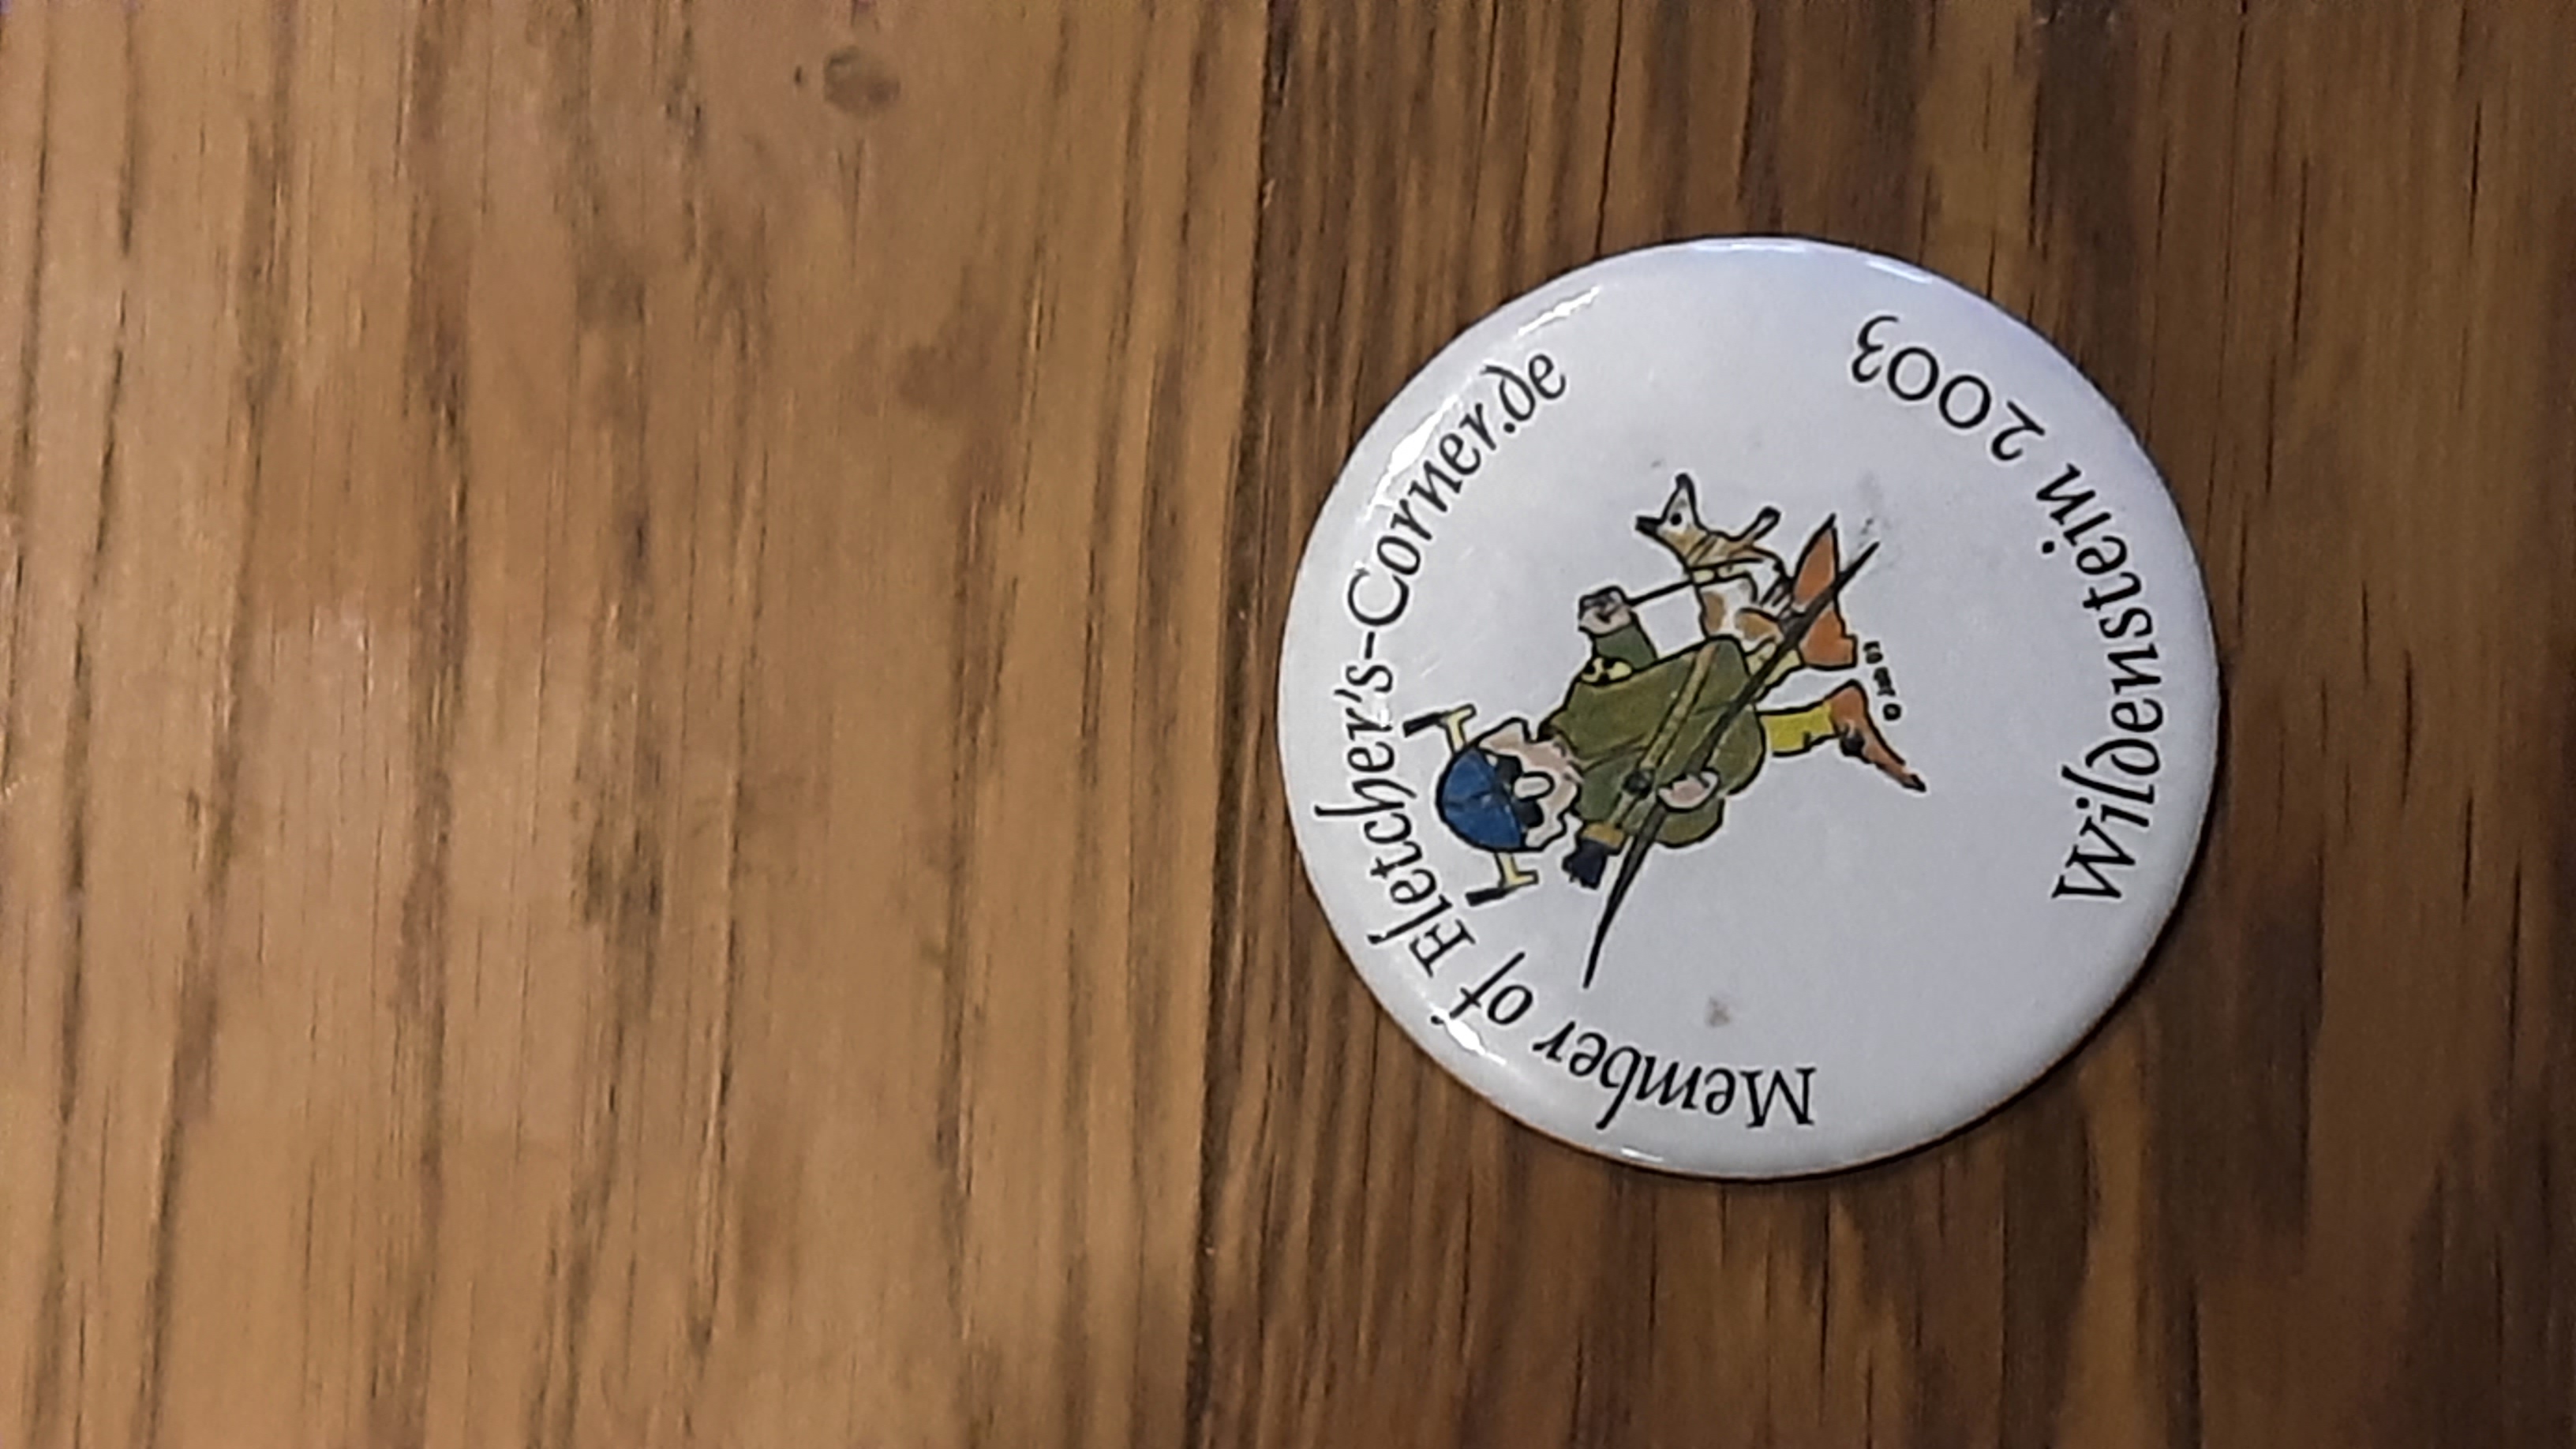 Member of Fletcher's-Corner.de
Wildenstein 2003